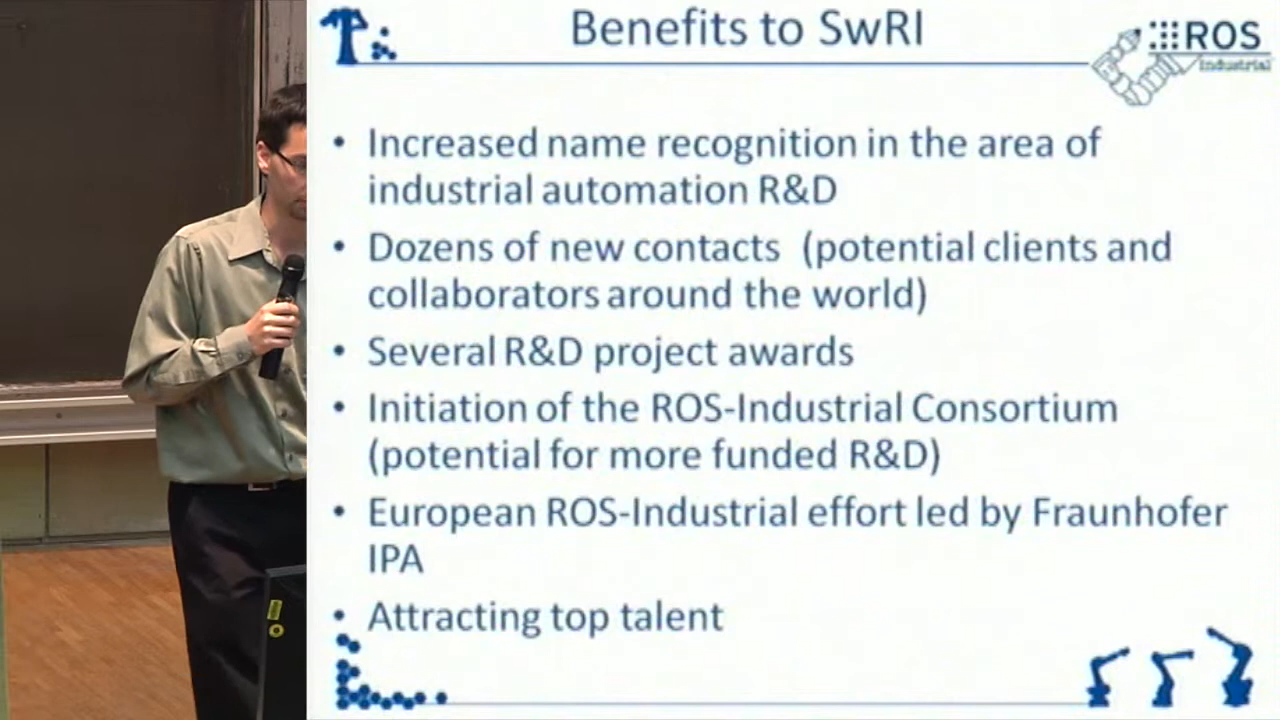 Benefits to SwRI
ROS
Industrial
• Increased name recognition in the area of
industrial automation R&D
• Dozens of new contacts (potential clients and
collaborators around the world)
• Several R&D project awards
• Initiation of the ROS-Industrial Consortium
(potential for more funded R&D)
• European ROS-Industrial effort led by Fraunhofer
IPA
• Attracting top talent